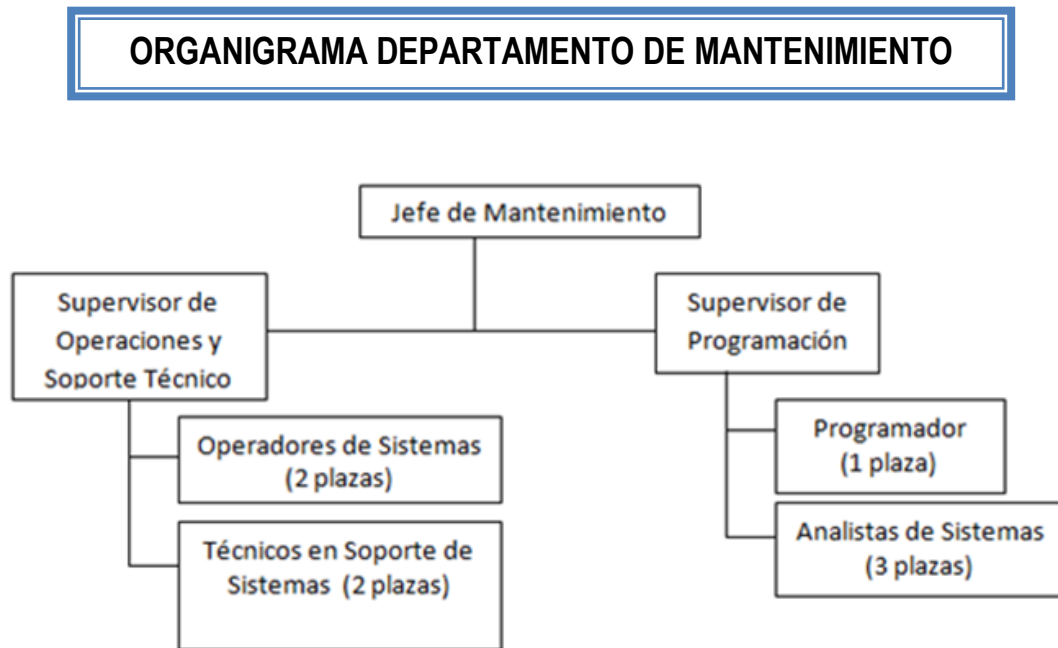 ORGANIGRAMA DEPARTAMENTO DE MANTENIMIENTO
Jefe de Mantenimiento
Supervisor de
Operaciones y
Soporte Técnico
Supervisor de
Programación
Operadores de Sistemas
(2 plazas)
Técnicos en Soporte de
Sistemas (2 plazas)
Programador
(1 plaza)
Analistas de Sistemas
(3 plazas)